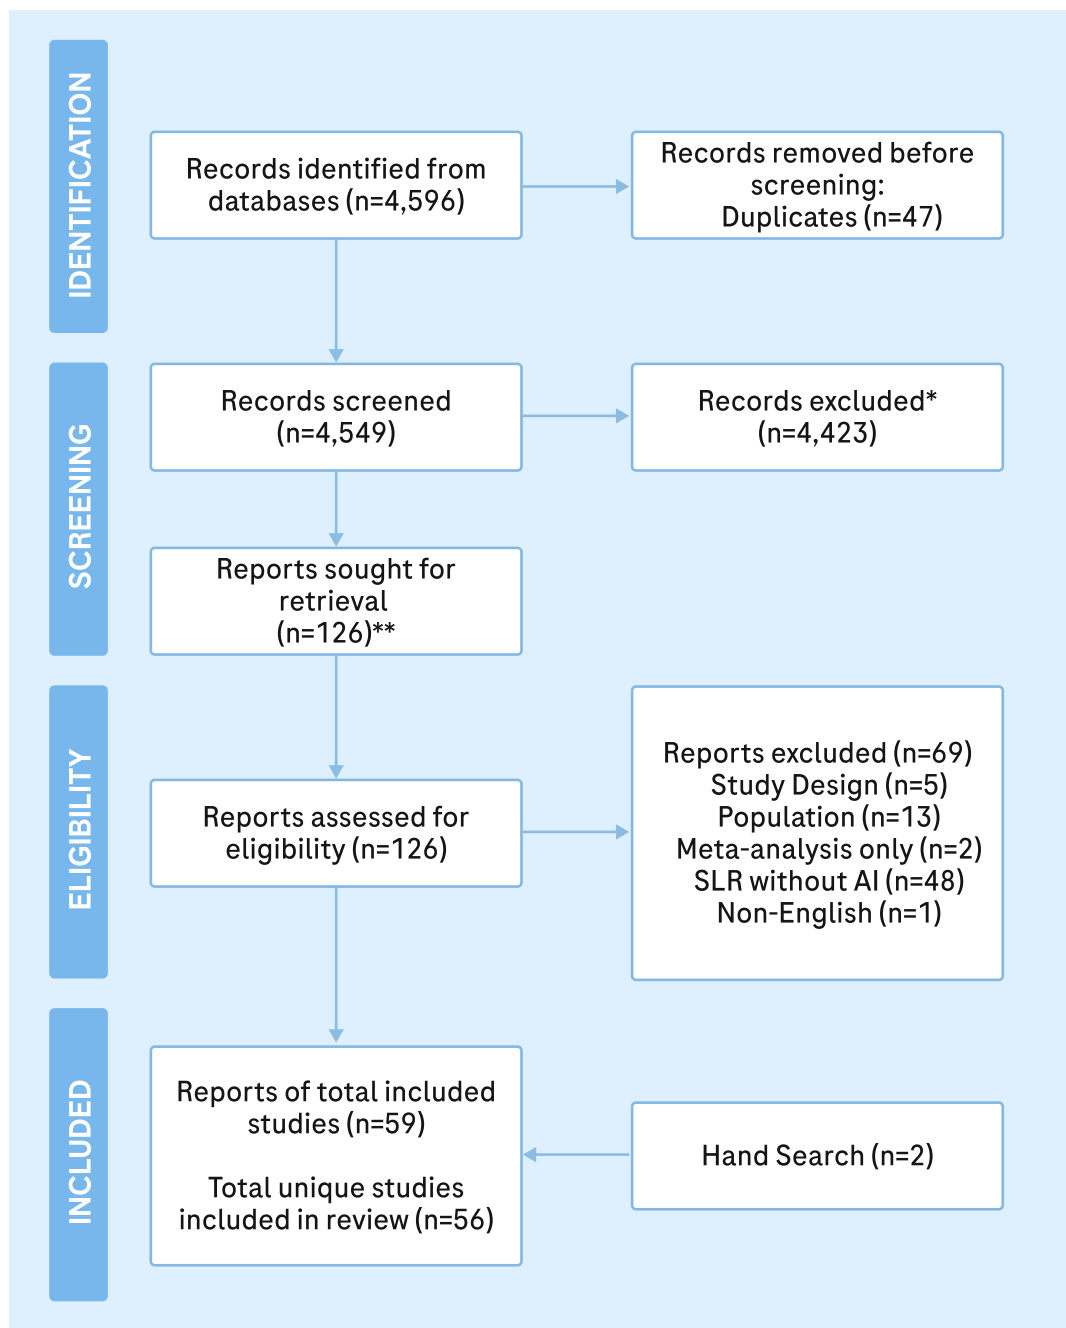 IDENTIFICATION
Records identified from
databases (n=4,596)
Records removed before
screening:
Duplicates (n=47)
SCREENING
Records screened
(n=4,549)
Records excluded*
(n=4,423)
Reports sought for
retrieval
(n=126)**
ELIGIBILITY
Reports assessed for
eligibility (n=126)
Reports excluded (n=69)
Study Design (n=5)
Population (n=13)
Meta-analysis only (n=2)
SLR without AI (n=48)
Non-English (n=1)
INCLUDED
Reports of total included
studies (n=59)
Total unique studies
included in review (n=56)
Hand Search (n=2)